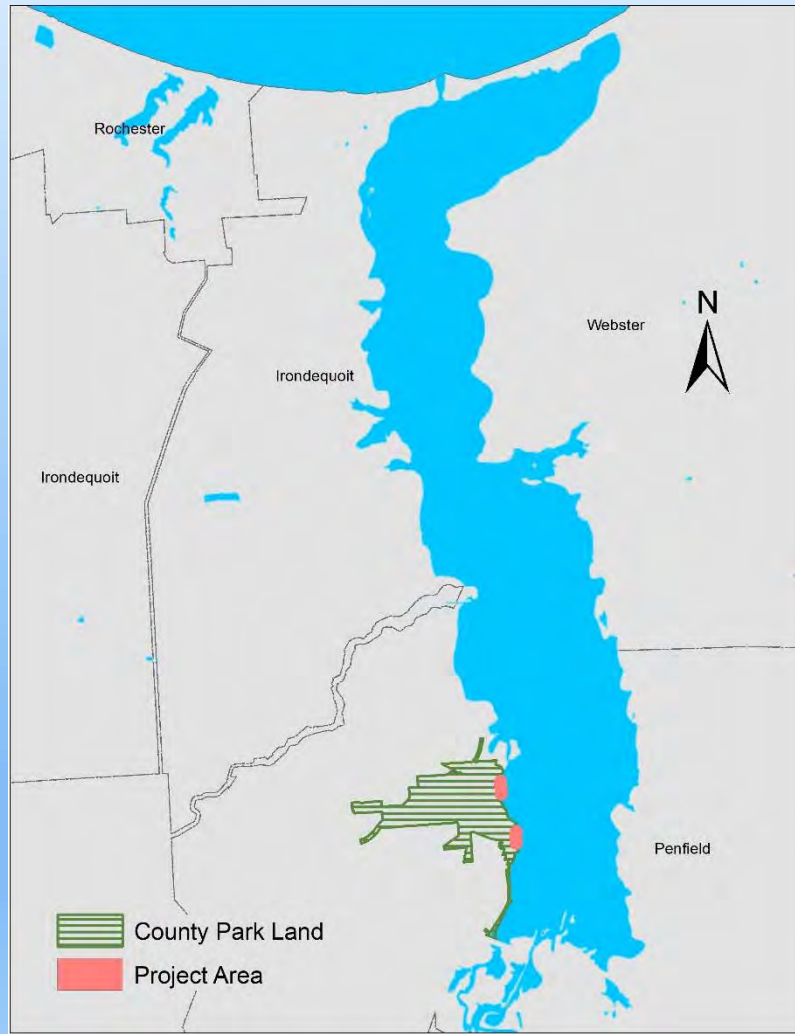 Rochester
N
Webster
Irondequoit
Irondequoit
Penfield
County Park Land
Project Area